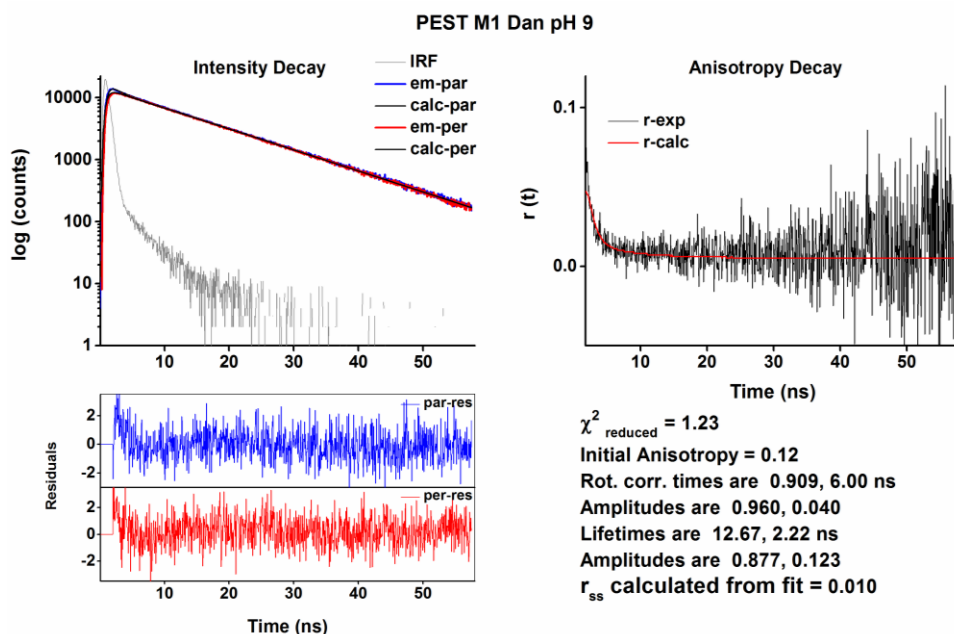 PEST M1 Dan pH 9
Intensity Decay
IRF
em-par
calc-par
em-per
calc-per
log (counts)
10000
1000
100
10
1
10 20 30 40 50
Time (ns)
Anisotropy Decay
r-exp
r-calc
r (t)
0.1
0.0
10 20 30 40 50
Time (ns)
Residuals
par-res
2
0
-2
per-res
2
0
-2
10 20 30 40 50
Time (ns)
χ² reduced = 1.23
Initial Anisotropy = 0.12
Rot. corr. times are 0.909, 6.00 ns
Amplitudes are 0.960, 0.040
Lifetimes are 12.67, 2.22 ns
Amplitudes are 0.877, 0.123
rss calculated from fit = 0.010